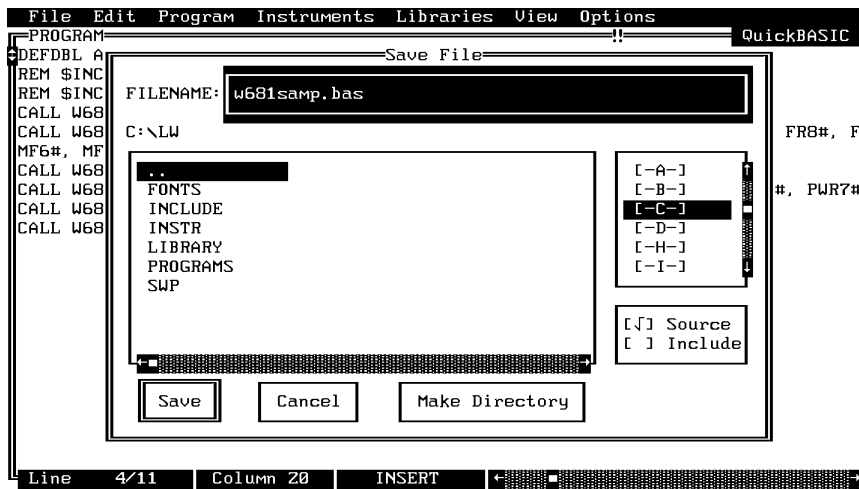 File Edit Program Instruments Libraries View Options
PROGRAM !! QuickBASIC
DEFDBL A
Save File
REM $INC
REM $INC
FILENAME: w681samp.bas
CALL W68
CALL W68
C:\LW
FR8#, F
MF6#, MF
CALL W68
CALL W68
#, PWR7#
CALL W68
CALL W68
..
FONTS
INCLUDE
INSTR
LIBRARY
PROGRAMS
SWP
[-A-]
[-B-]
[-C-]
[-D-]
[-H-]
[-I-]
[√] Source
[ ] Include
Save Cancel Make Directory
Line 4/11 Column 20 INSERT